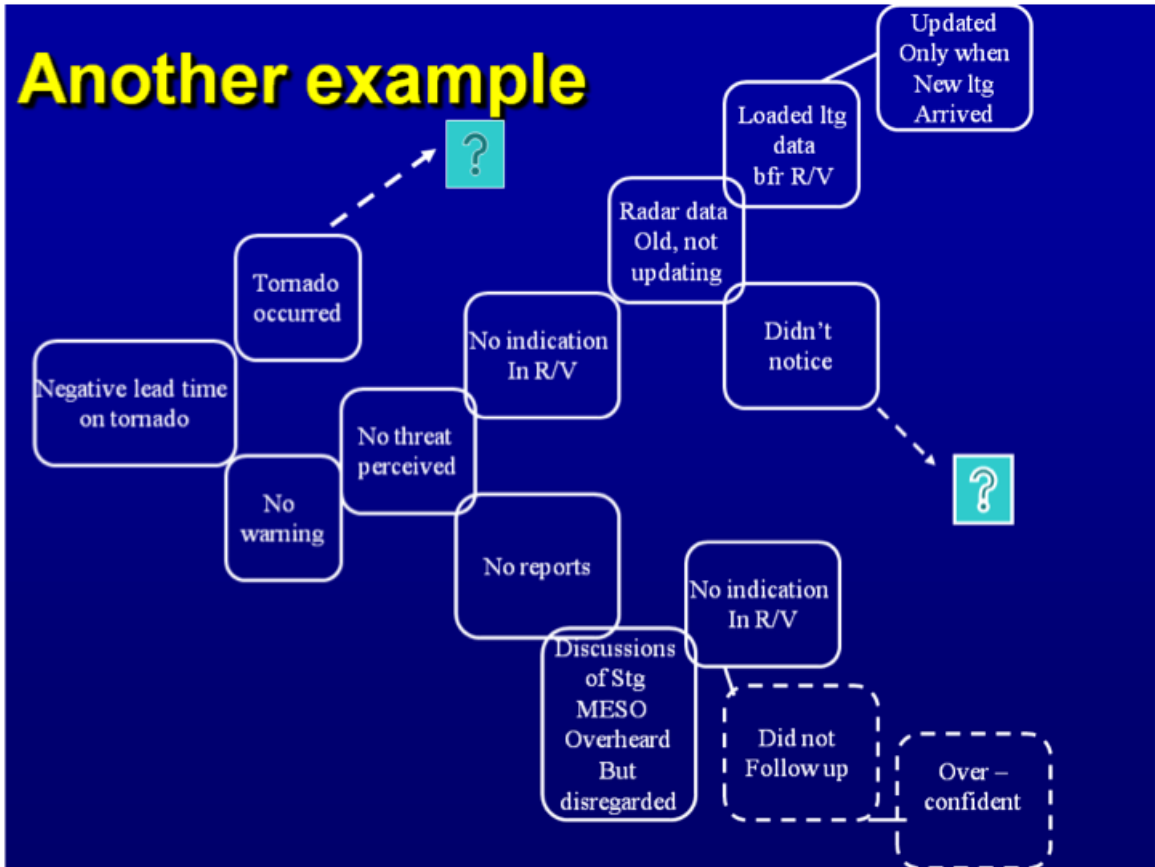 Another example
Updated
Only when
New ltg
Arrived
Loaded ltg
data
bfr R/V
?
Radar data
Old, not
updating
Tornado
occurred
No indication
In R/V
Didn't
notice
Negative lead time
on tornado
No threat
perceived
No
warning
?
No reports
No indication
In R/V
Discussions
of Stg
MESO
Overheard
But
disregarded
Did not
Follow up
Over –
confident